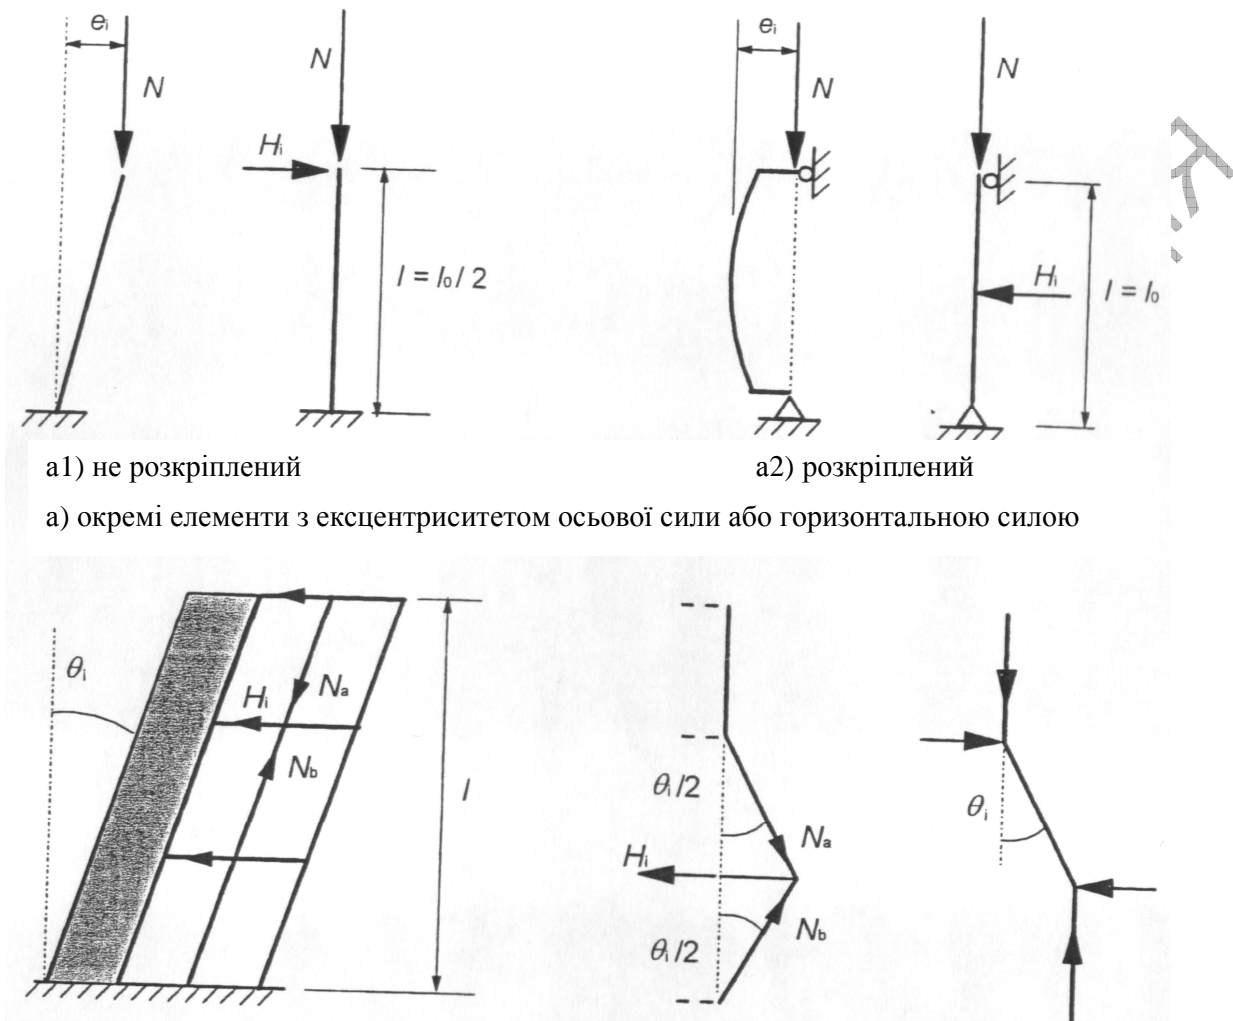 eᵢ
N
N
Hᵢ
l = l₀ / 2
eᵢ
N
N
Hᵢ
l = l₀
а1) не розкріплений
а2) розкріплений
а) окремі елементи з ексцентриситетом осьової сили або горизонтальною силою
θᵢ
Hᵢ
Nₐ
N_b
l
θᵢ/2
Nₐ
Hᵢ
N_b
θᵢ/2
θᵢ